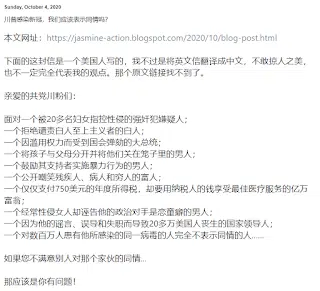 Sunday, October 4, 2020
川普感染新冠，我们应该表示同情吗？
本文网址：https://jasmine-action.blogspot.com/2020/10/blog-post.html
下面的这封信是一个美国人写的，我不过是将英文信翻译成中文，不敢掠人之美，
也不一定完全代表我的观点。那个原文链接找不到了。
亲爱的共党川粉们：
面对一个被20多名妇女指控性侵的强奸犯嫌疑人；
一个拒绝谴责白人至上主义者的白人；
一个因滥用权力而受到国会弹劾的大总统；
一个将孩子与父母分开并将他们关在笼子里的男人；
一个鼓励其支持者实施暴力行为的男人；
一个公开嘲笑残疾人，病人和穷人的富人；
一个仅仅支付750美元的年度所得税，却要用纳税人的钱享受最佳医疗服务的亿万
富翁；
一个经常性侵女人却诬告他的政治对手是恋童癖的男人；
一个因为他的谣言、误导和失职而导致20多万美国人丧生的国家领导人；
一个对数百万人患有他所感染的同一病毒的人完全不表示同情的人……
如果您不满意别人对那个家伙的同情...
那应该是你有问题！